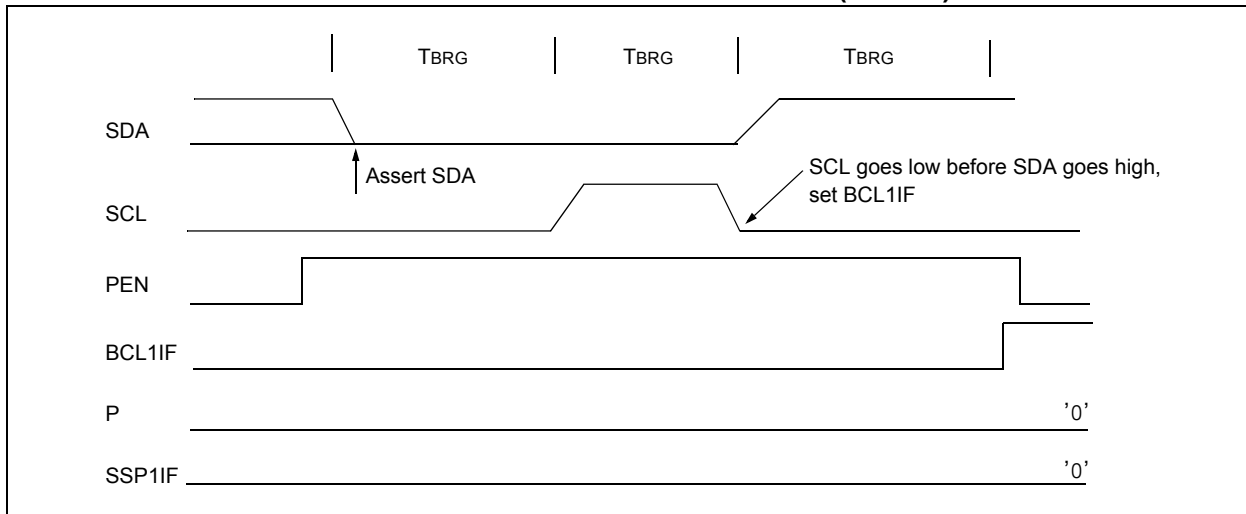 TBRG TBRG TBRG
SDA
Assert SDA
SCL goes low before SDA goes high,
set BCL1IF
SCL
PEN
BCL1IF
P '0'
SSP1IF '0'